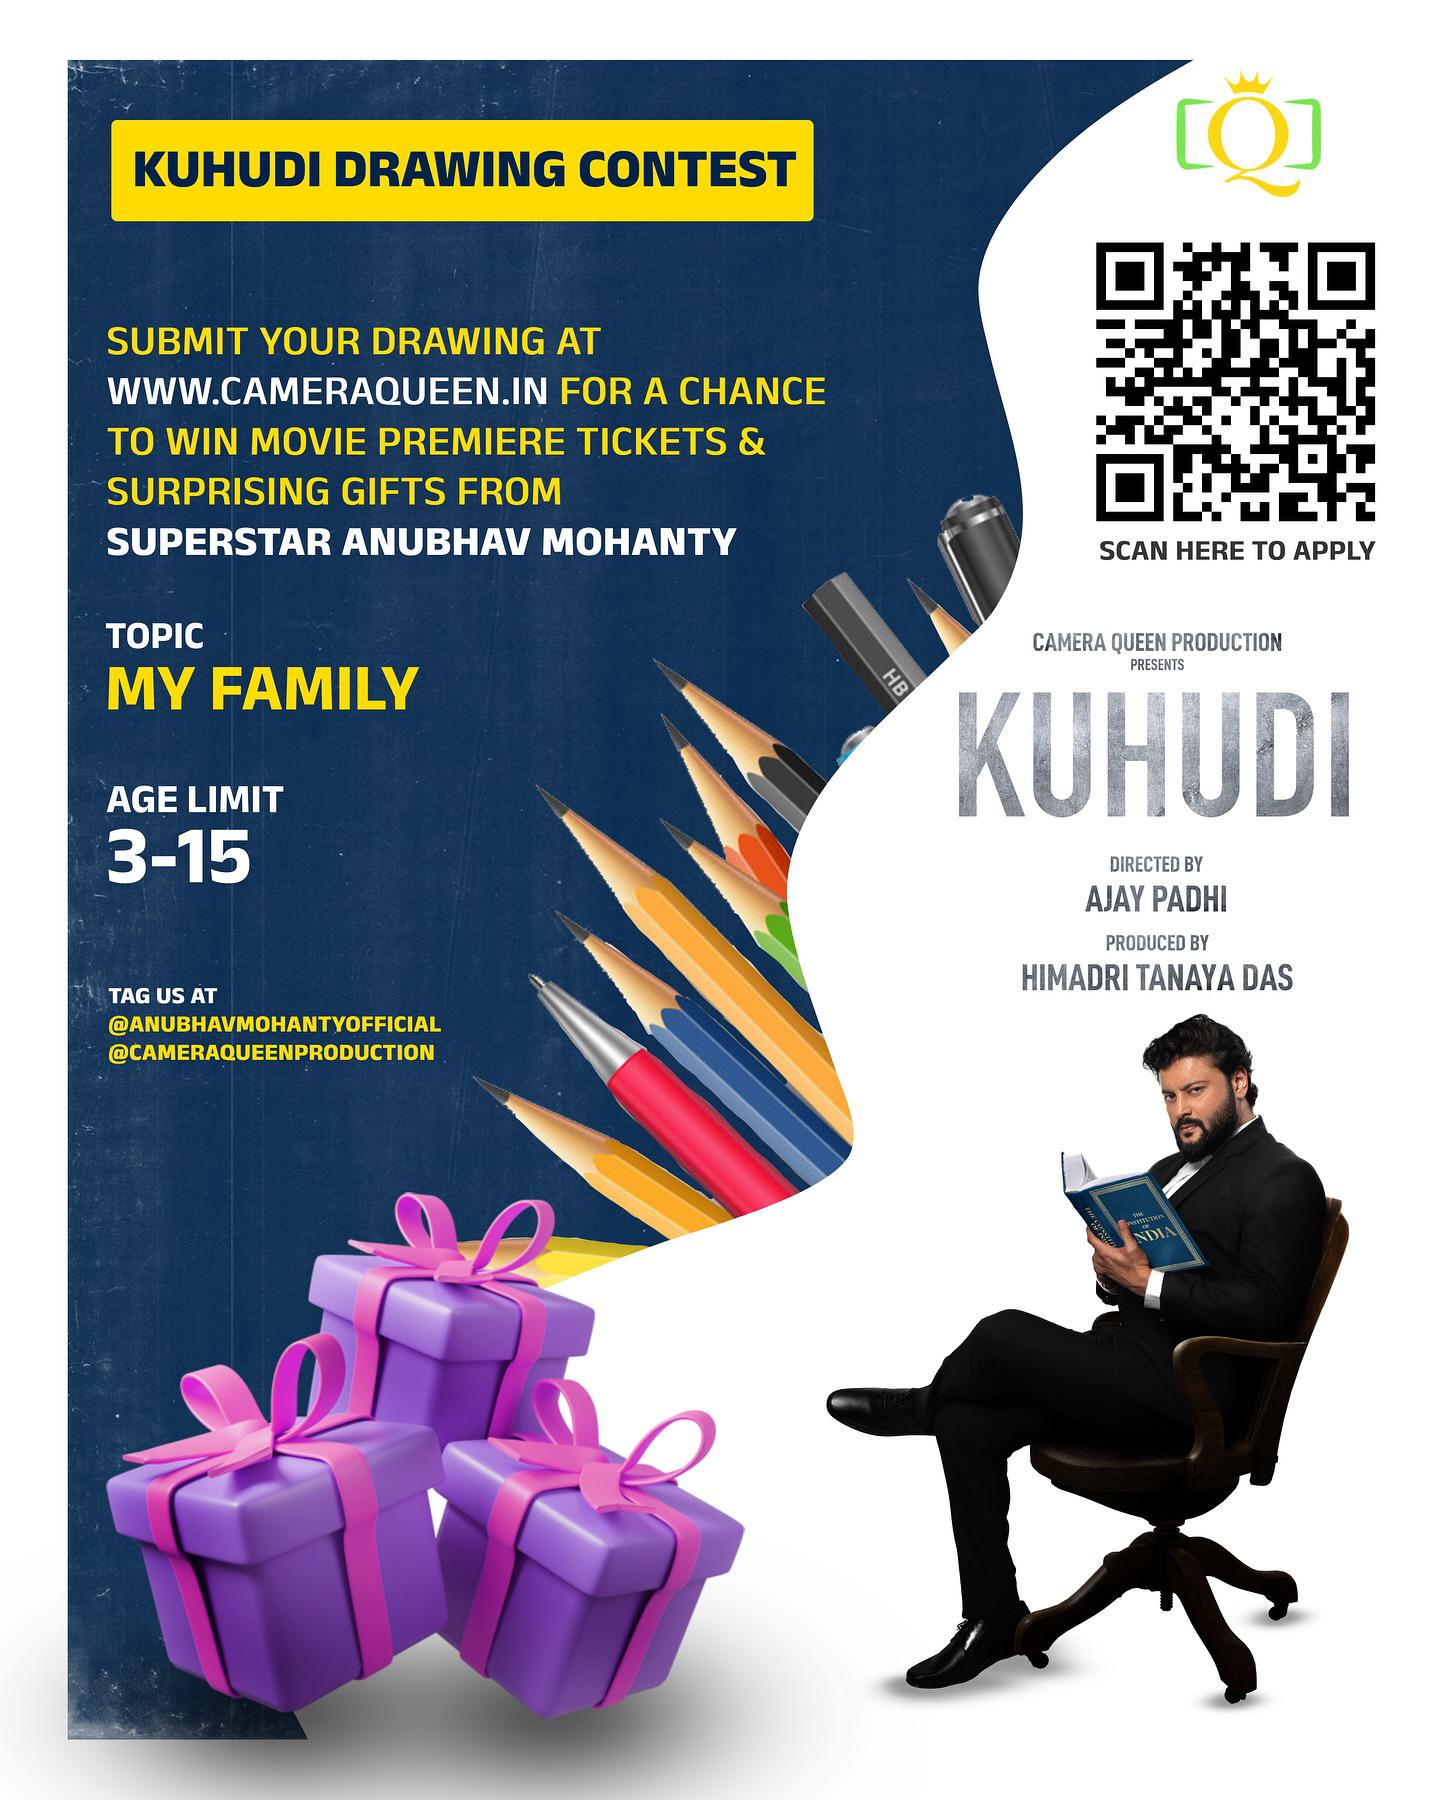 KUHUDI DRAWING CONTEST
SUBMIT YOUR DRAWING AT
WWW.CAMERAQUEEN.IN FOR A CHANCE
TO WIN MOVIE PREMIERE TICKETS &
SURPRISING GIFTS FROM
SUPERSTAR ANUBHAV MOHANTY
TOPIC
MY FAMILY
AGE LIMIT
3-15
TAG US AT
@ANUBHAVMOHANTYOFFICIAL
@CAMERAQUEENPRODUCTION
Q
SCAN HERE TO APPLY
HB
CAMERA QUEEN PRODUCTION
PRESENTS
KUHUDI
DIRECTED BY
AJAY PADHI
PRODUCED BY
HIMADRI TANAYA DAS
THE
OF